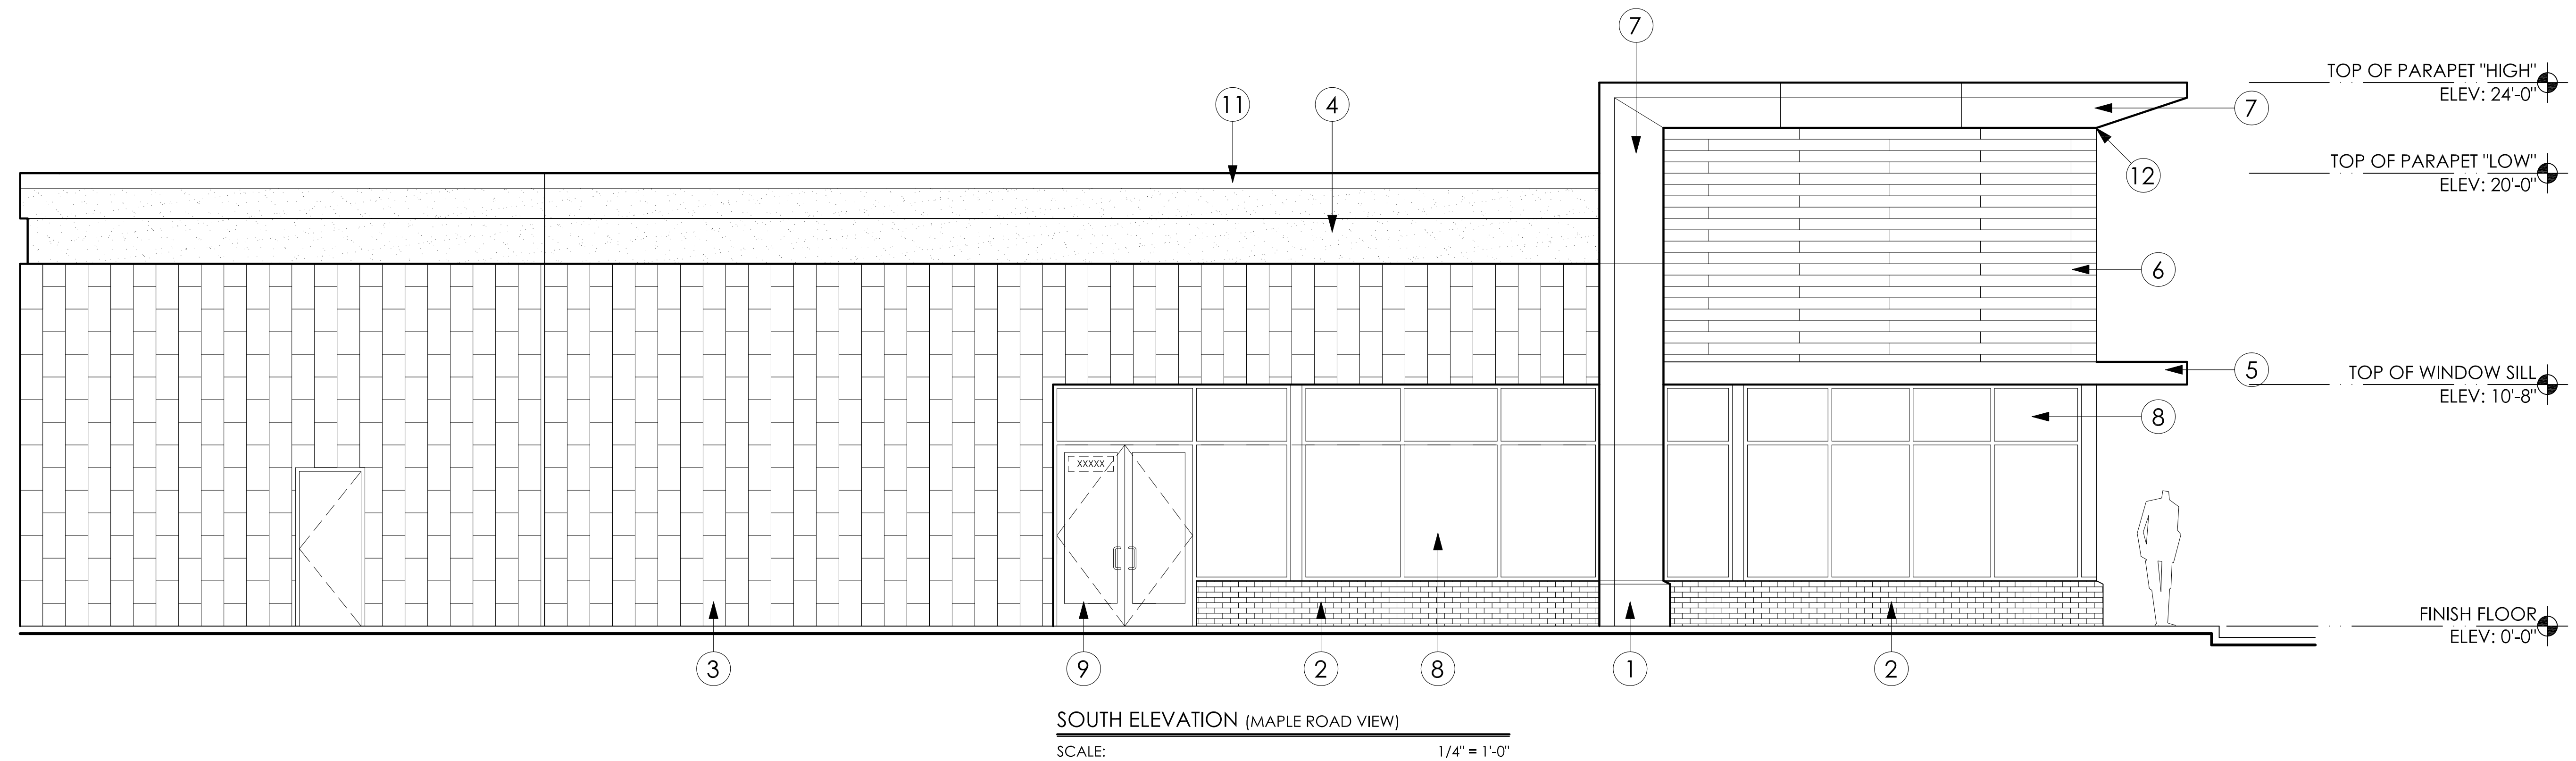 7
TOP OF PARAPET "HIGH"
ELEV: 24'-0"
11
4
7
TOP OF PARAPET "LOW"
ELEV: 20'-0"
12
6
5
TOP OF WINDOW SILL
ELEV: 10'-8"
8
XXXXX
FINISH FLOOR
ELEV: 0'-0"
3
9
2
8
1
2
SOUTH ELEVATION (MAPLE ROAD VIEW)
SCALE: 1/4" = 1'-0"